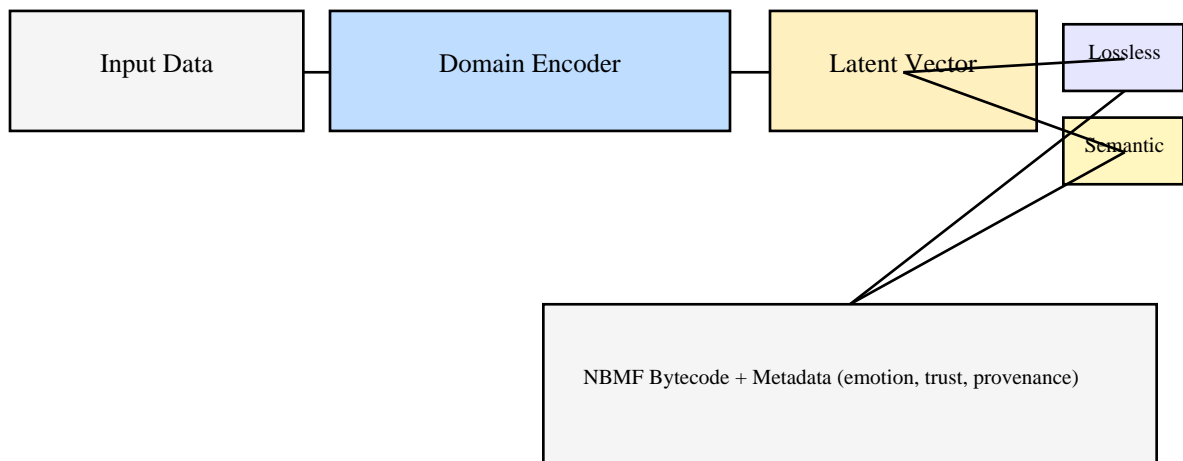 Input Data
Domain Encoder
Latent Vector
Lossless
Semantic
NBMF Bytecode + Metadata (emotion, trust, provenance)